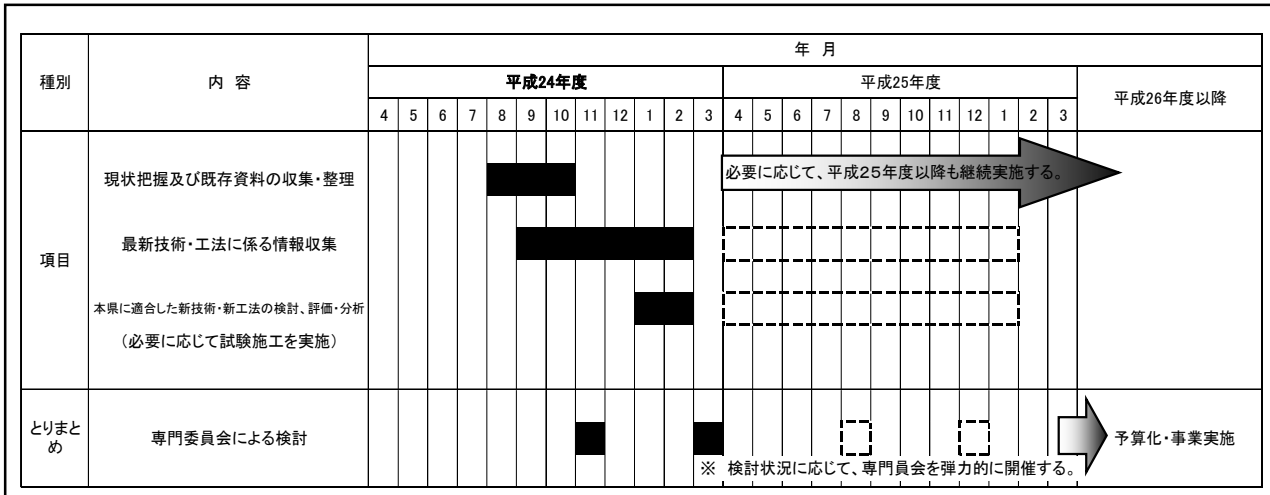 種別
内 容
年 月
平成24年度
平成25年度
平成26年度以降
4 5 6 7 8 9 10 11 12 1 2 3 4 5 6 7 8 9 10 11 12 1 2 3
項目
現状把握及び既存資料の収集・整理
必要に応じて、平成25年度以降も継続実施する。
最新技術・工法に係る情報収集
本県に適合した新技術・新工法の検討、評価・分析
(必要に応じて試験施工を実施)
とりまと
め
専門委員会による検討
予算化・事業実施
※ 検討状況に応じて、専門員会を弾力的に開催する。